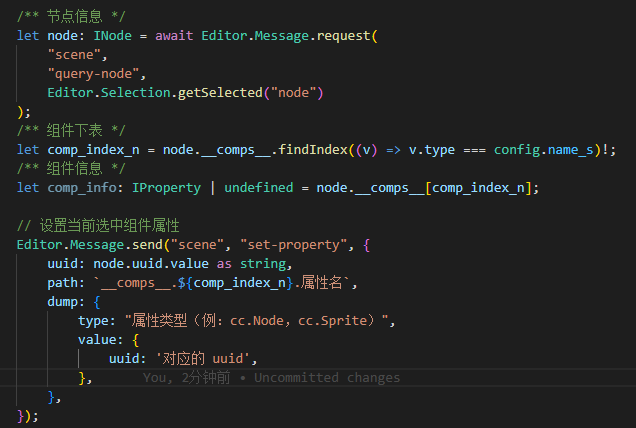 /** 节点信息 */
let node: INode = await Editor.Message.request(
"scene",
"query-node",
Editor.Selection.getSelected("node")
);
/** 组件下表 */
let comp_index_n = node.__comps__.findIndex((v) => v.type === config.name_s)!;
/** 组件信息 */
let comp_info: IProperty | undefined = node.__comps__[comp_index_n];
// 设置当前选中组件属性
Editor.Message.send("scene", "set-property", {
uuid: node.uuid.value as string,
path: `__comps__.${comp_index_n}.属性名`,
dump: {
type: "属性类型（例：cc.Node，cc.Sprite）",
value: {
uuid: '对应的 uuid',
}, You, 2分钟前 • Uncommitted changes
},
});